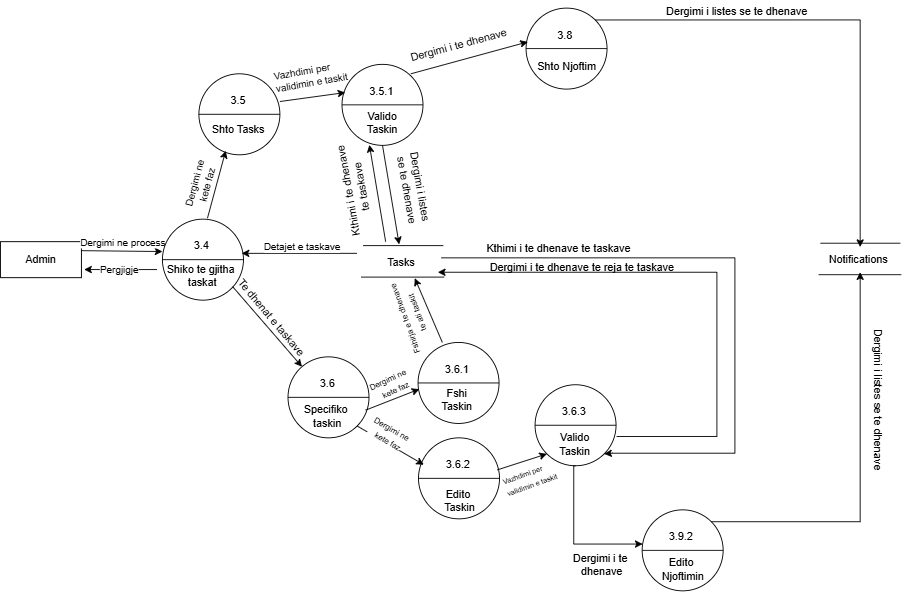 Dergimi i listes se te dhenave
3.8
Shto Njoftim
Dergimi i te dhenave
Vazhdimi per
validimin e taskit
3.5.1
Valido
Taskin
3.5
Shto Tasks
Dergimi ne
kete faz
Kthimi i te dhenave
te taskave
Dergimi i listes
se te dhenave
Admin
Dergimi ne process
Pergjigje
3.4
Shiko te gjitha
taskat
Detajet e taskave
Tasks
Kthimi i te dhenave te taskave
Dergimi i te dhenave te reja te taskave
Notifications
Te dhenat e taskave
Fshirja e te dhenave
te ati taskit
3.6
Specifiko
taskin
Dergimi ne
kete faz
3.6.1
Fshi
Taskin
Dergimi ne
kete faz
3.6.2
Edito
Taskin
Vazhdimi per
validimin e taskit
3.6.3
Valido
Taskin
Dergimi i te
dhenave
3.9.2
Edito
Njoftimin
Dergimi i listes se te dhenave